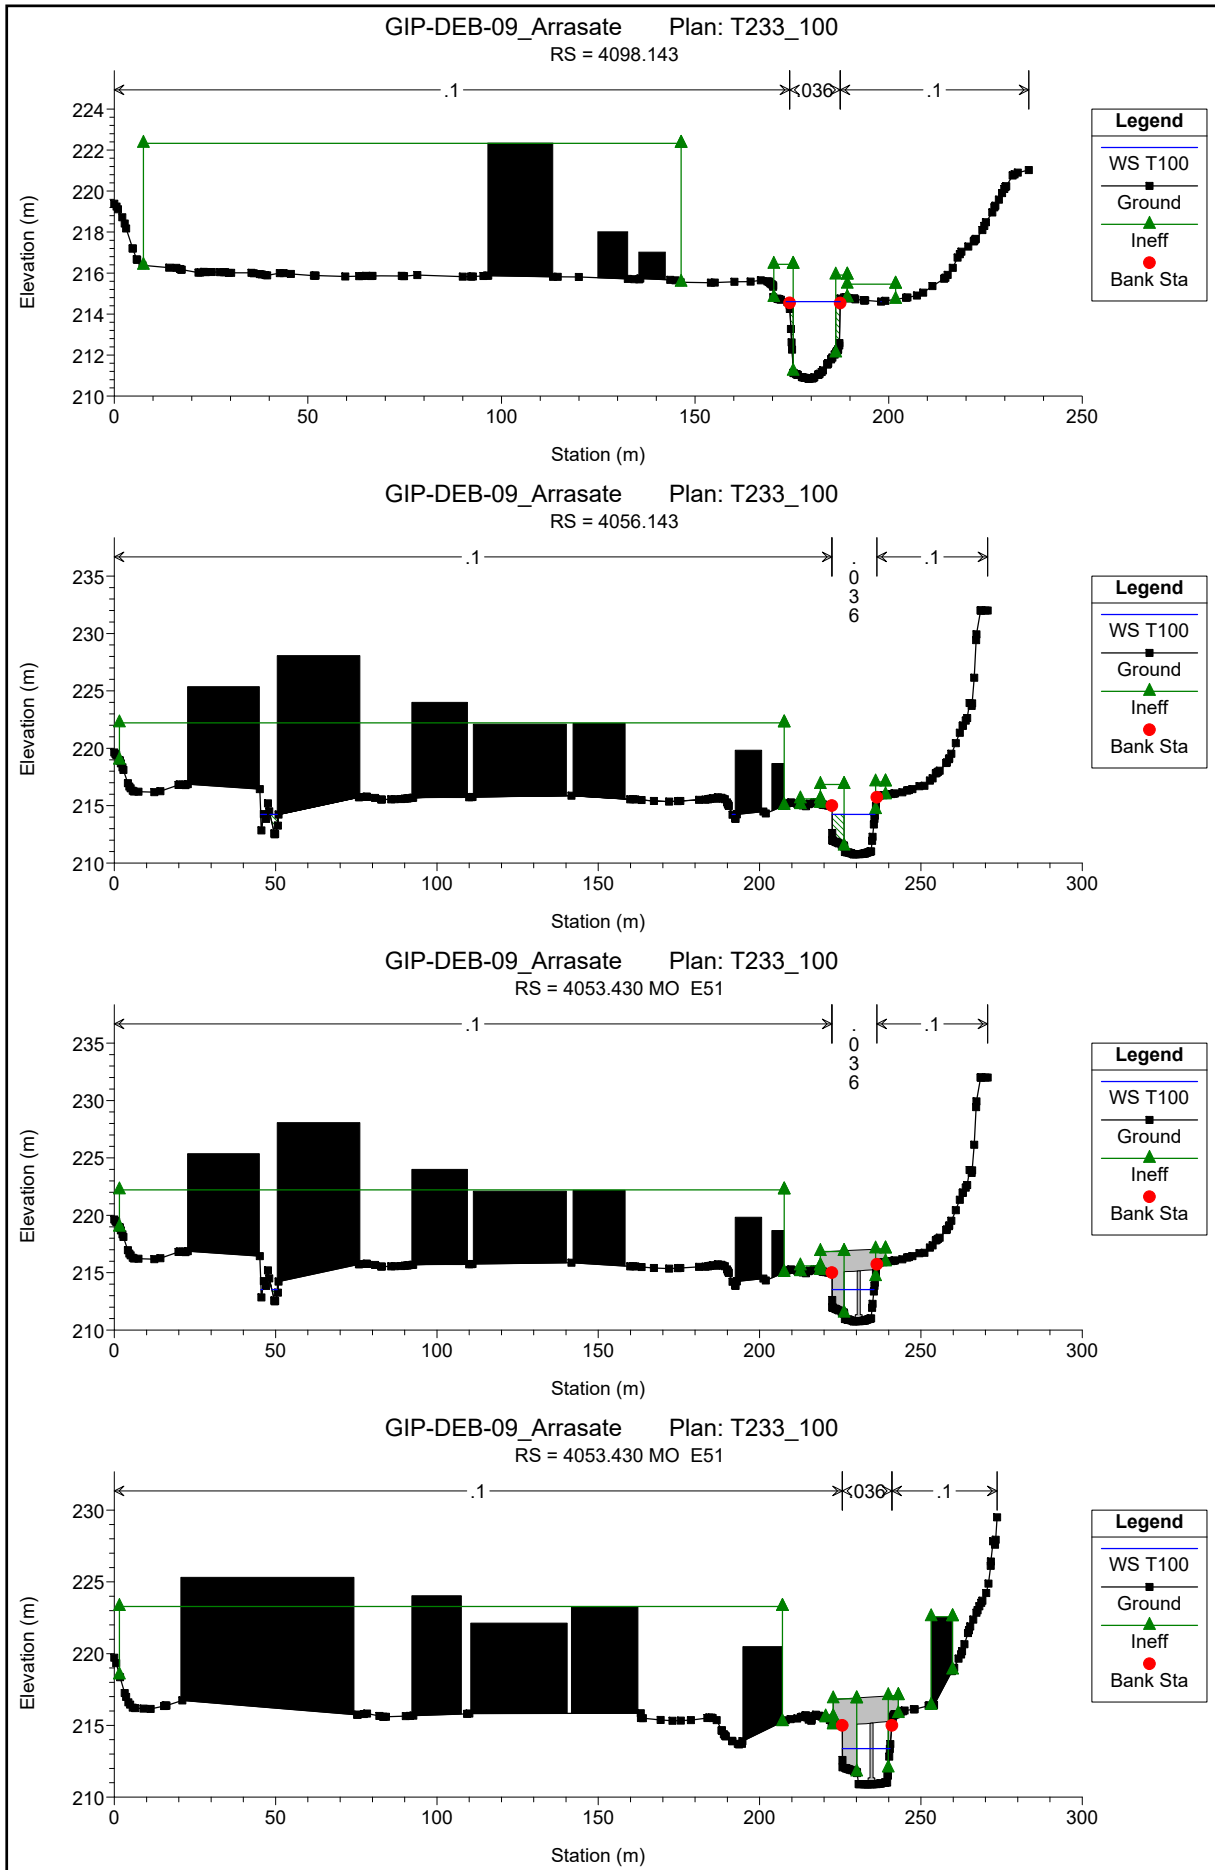 GIP-DEB-09_Arrasate Plan: T233_100
RS = 4098.143
.1 .036 .1
224
222
220
218
216
214
212
210
Elevation (m)
0 50 100 150 200 250
Station (m)
Legend
WS T100
Ground
Ineff
Bank Sta
GIP-DEB-09_Arrasate Plan: T233_100
RS = 4056.143
.1 .036 .1
235
230
225
220
215
210
Elevation (m)
0 50 100 150 200 250 300
Station (m)
Legend
WS T100
Ground
Ineff
Bank Sta
GIP-DEB-09_Arrasate Plan: T233_100
RS = 4053.430 MO E51
.1 .036 .1
235
230
225
220
215
210
Elevation (m)
0 50 100 150 200 250 300
Station (m)
Legend
WS T100
Ground
Ineff
Bank Sta
GIP-DEB-09_Arrasate Plan: T233_100
RS = 4053.430 MO E51
.1 .036 .1
230
225
220
215
210
Elevation (m)
0 50 100 150 200 250 300
Station (m)
Legend
WS T100
Ground
Ineff
Bank Sta